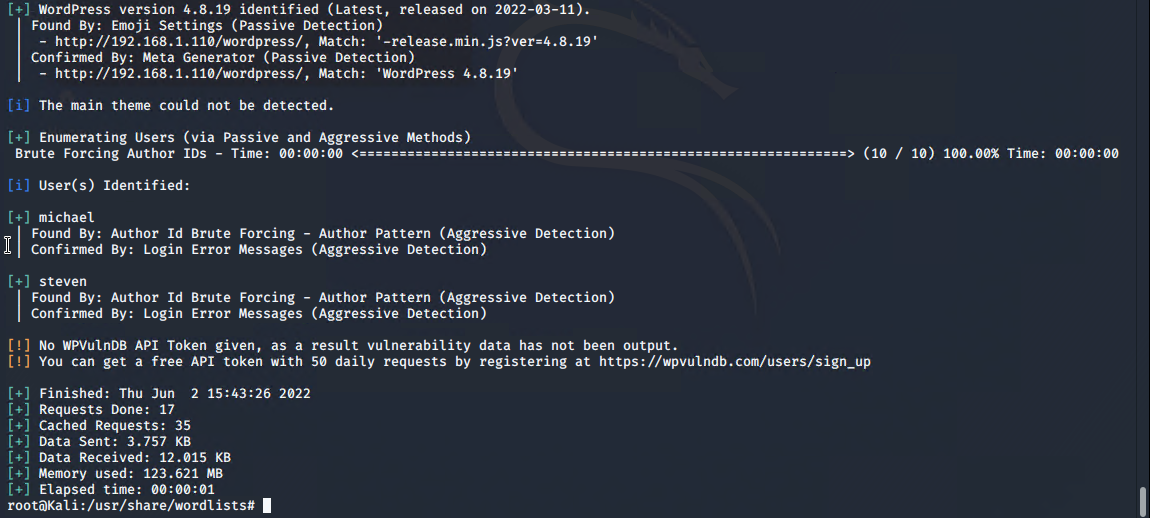 [+] WordPress version 4.8.19 identified (Latest, released on 2022-03-11).
Found By: Emoji Settings (Passive Detection)
- http://192.168.1.110/wordpress/, Match: '-release.min.js?ver=4.8.19'
Confirmed By: Meta Generator (Passive Detection)
- http://192.168.1.110/wordpress/, Match: 'WordPress 4.8.19'
[i] The main theme could not be detected.
[+] Enumerating Users (via Passive and Aggressive Methods)
Brute Forcing Author IDs - Time: 00:00:00 <=============================================================> (10 / 10) 100.00% Time: 00:00:00
[i] User(s) Identified:
[+] michael
Found By: Author Id Brute Forcing - Author Pattern (Aggressive Detection)
Confirmed By: Login Error Messages (Aggressive Detection)
[+] steven
Found By: Author Id Brute Forcing - Author Pattern (Aggressive Detection)
Confirmed By: Login Error Messages (Aggressive Detection)
[!] No WPVulnDB API Token given, as a result vulnerability data has not been output.
[!] You can get a free API token with 50 daily requests by registering at https://wpvulndb.com/users/sign_up
[+] Finished: Thu Jun  2 15:43:26 2022
[+] Requests Done: 17
[+] Cached Requests: 35
[+] Data Sent: 3.757 KB
[+] Data Received: 12.015 KB
[+] Memory used: 123.621 MB
[+] Elapsed time: 00:00:01
root@Kali:/usr/share/wordlists#